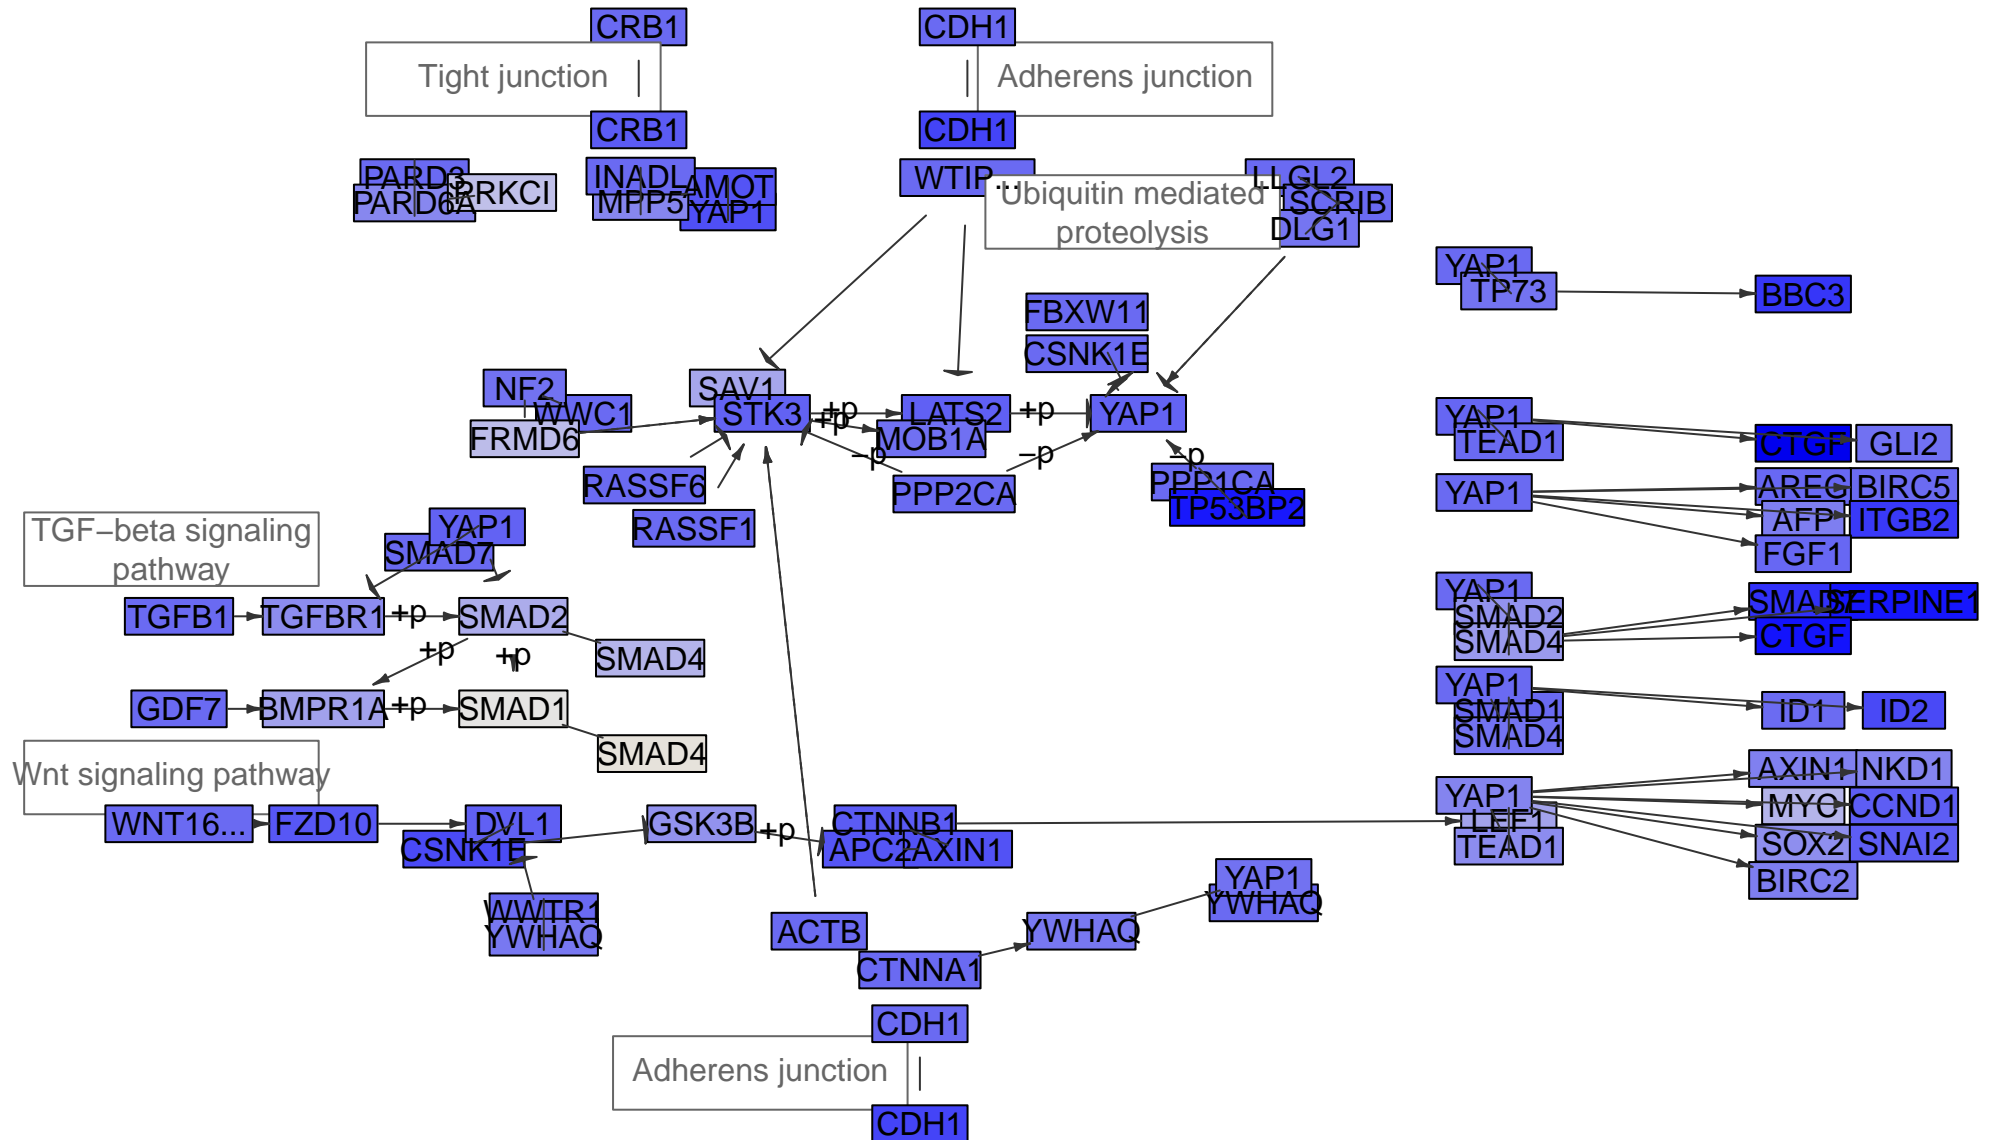 CRB1
CDH1
Tight junction
Adherens junction
CRB1
CDH1
PARD3
PARD6A
PRKCI
INADL
MPP5
AMOT
YAP1
WTIP...
Ubiquitin mediated
proteolysis
LLGL2
SCRIB
DLG1
YAP1
TP73
BBC3
FBXW11
CSNK1E
NF2
WWC1
FRMD6
SAV1
STK3
+p
+p
LATS2
MOB1A
+p
YAP1
−p
−p
−p
RASSF6
RASSF1
PPP2CA
PPP1CA
TP53BP2
YAP1
TEAD1
CTGF
GLI2
YAP1
AREG
BIRC5
AFP
ITGB2
FGF1
TGF−beta signaling
pathway
YAP1
SMAD7
TGFB1
TGFBR1
+p
SMAD2
SMAD4
+p
+p
GDF7
BMPR1A
+p
SMAD1
SMAD4
YAP1
SMAD2
SMAD4
SMAD7
SERPINE1
CTGF
YAP1
SMAD1
SMAD4
ID1
ID2
Wnt signaling pathway
WNT16...
FZD10
DVL1
CSNK1E
GSK3B
+p
CTNNB1
APC2
AXIN1
YAP1
LEF1
TEAD1
AXIN1
NKD1
MYC
CCND1
SOX2
SNAI2
BIRC2
WWTR1
YWHAQ
ACTB
CTNNA1
YWHAQ
YAP1
YWHAQ
CDH1
Adherens junction
CDH1